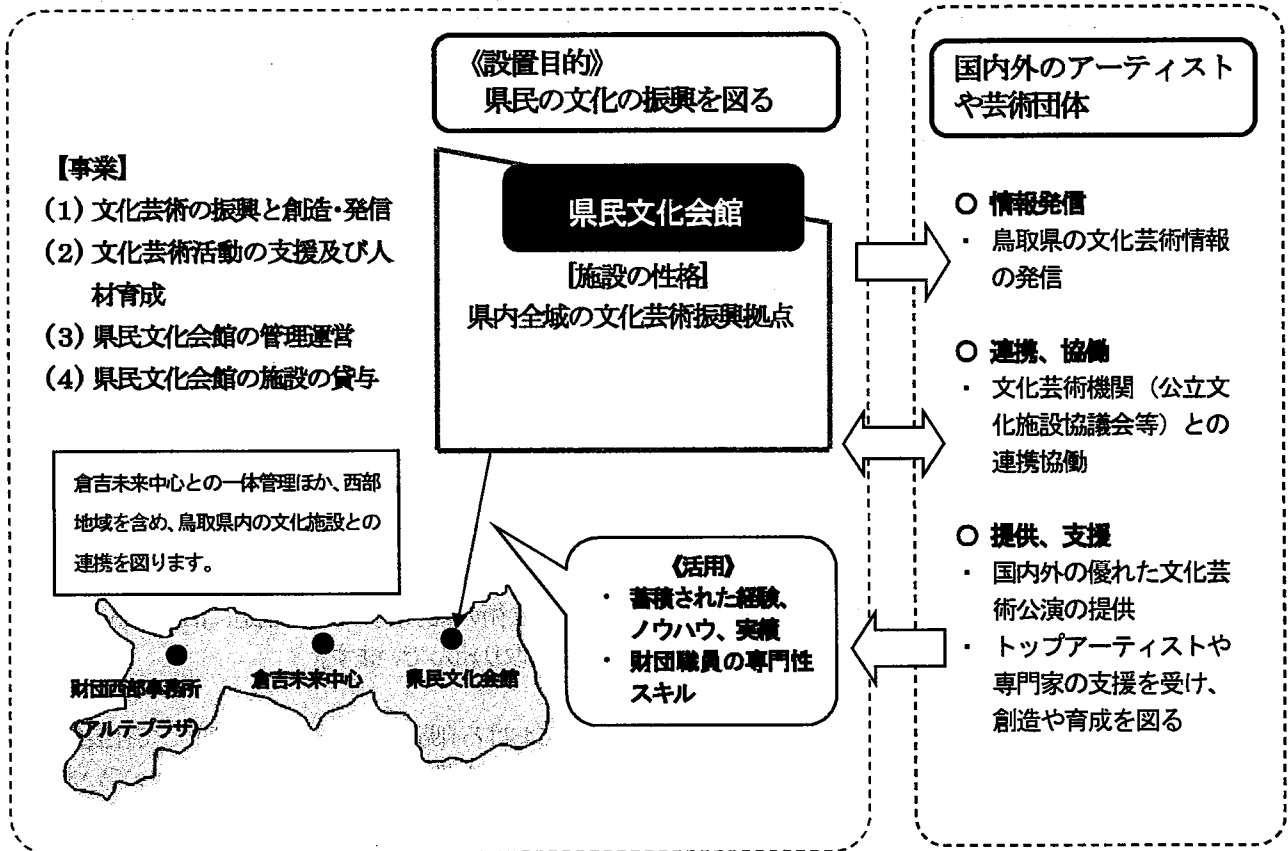 《設置目的》
県民の文化の振興を図る
【事業】
(1) 文化芸術の振興と創造・発信
(2) 文化芸術活動の支援及び人
材育成
(3) 県民文化会館の管理運営
(4) 県民文化会館の施設の貸与
県民文化会館
[施設の性格]
県内全域の文化芸術振興拠点
倉吉未来中心との一体管理ほか、西部
地域を含め、鳥取県内の文化施設との
連携を図ります。
財団西部事務所
(アルテプラザ)
倉吉未来中心
県民文化会館
《活用》
・ 蓄積された経験、
ノウハウ、実績
・ 財団職員の専門性
スキル
国内外のアーティスト
や芸術団体
○ 情報発信
・ 鳥取県の文化芸術情報
の発信
○ 連携、協働
・ 文化芸術機関（公立文
化施設協議会等）との
連携協働
○ 提供、支援
・ 国内外の優れた文化芸
術公演の提供
・ トップアーティストや
専門家の支援を受け、
創造や育成を図る